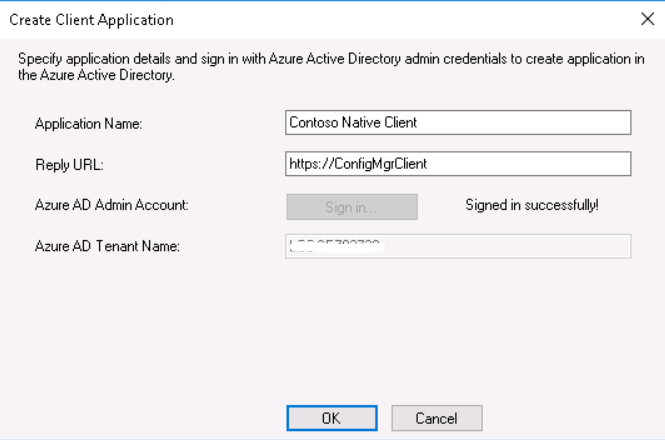 Create Client Application
Specify application details and sign in with Azure Active Directory admin credentials to create application in
the Azure Active Directory.
Application Name:
Contoso Native Client
Reply URL:
https://ConfigMgrClient
Azure AD Admin Account:
Sign in...
Signed in successfully!
Azure AD Tenant Name:
OK
Cancel